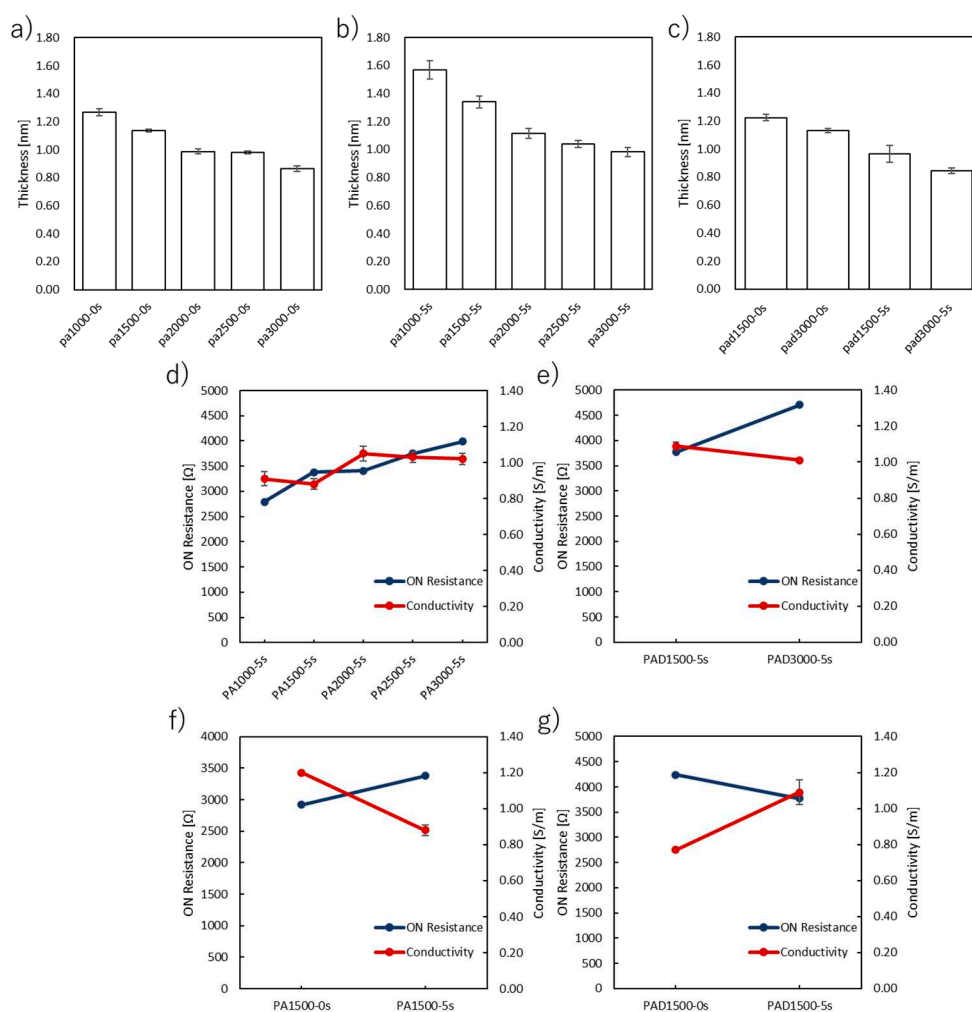 a)
Thickness [nm]
1.80
1.60
1.40
1.20
1.00
0.80
0.60
0.40
0.20
0.00
pa1000-0s
pa1500-0s
pa2000-0s
pa2500-0s
pa3000-0s
b)
Thickness [nm]
1.80
1.60
1.40
1.20
1.00
0.80
0.60
0.40
0.20
0.00
pa1000-5s
pa1500-5s
pa2000-5s
pa2500-5s
pa3000-5s
c)
Thickness [nm]
1.80
1.60
1.40
1.20
1.00
0.80
0.60
0.40
0.20
0.00
pad1500-0s
pad3000-0s
pad1500-5s
pad3000-5s
d)
ON Resistance [Ω]
5000
4500
4000
3500
3000
2500
2000
1500
1000
500
0
1.40
1.20
1.00
0.80
0.60
0.40
0.20
0.00
Conductivity [S/m]
ON Resistance
Conductivity
PA1000-5s
PA1500-5s
PA2000-5s
PA2500-5s
PA3000-5s
e)
ON Resistance [Ω]
5000
4500
4000
3500
3000
2500
2000
1500
1000
500
0
1.40
1.20
1.00
0.80
0.60
0.40
0.20
0.00
Conductivity [S/m]
ON Resistance
Conductivity
PAD1500-5s
PAD3000-5s
f)
ON Resistance [Ω]
4000
3500
3000
2500
2000
1500
1000
500
0
1.40
1.20
1.00
0.80
0.60
0.40
0.20
0.00
Conductivity [S/m]
ON Resistance
Conductivity
PA1500-0s
PA1500-5s
g)
ON Resistance [Ω]
5000
4500
4000
3500
3000
2500
2000
1500
1000
500
0
1.40
1.20
1.00
0.80
0.60
0.40
0.20
0.00
Conductivity [S/m]
ON Resistance
Conductivity
PAD1500-0s
PAD1500-5s